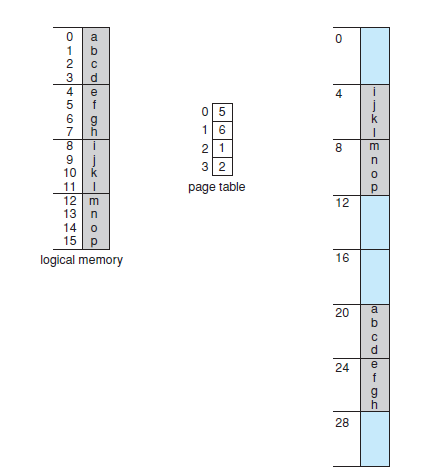 0 a
1 b
2 c
3 d
4 e
5 f
6 g
7 h
8 i
9 j
10 k
11 l
12 m
13 n
14 o
15 p
logical memory
0 5
1 6
2 1
3 2
page table
0
4 i
j
k
l
8 m
n
o
p
12
16
20 a
b
c
d
24 e
f
g
h
28